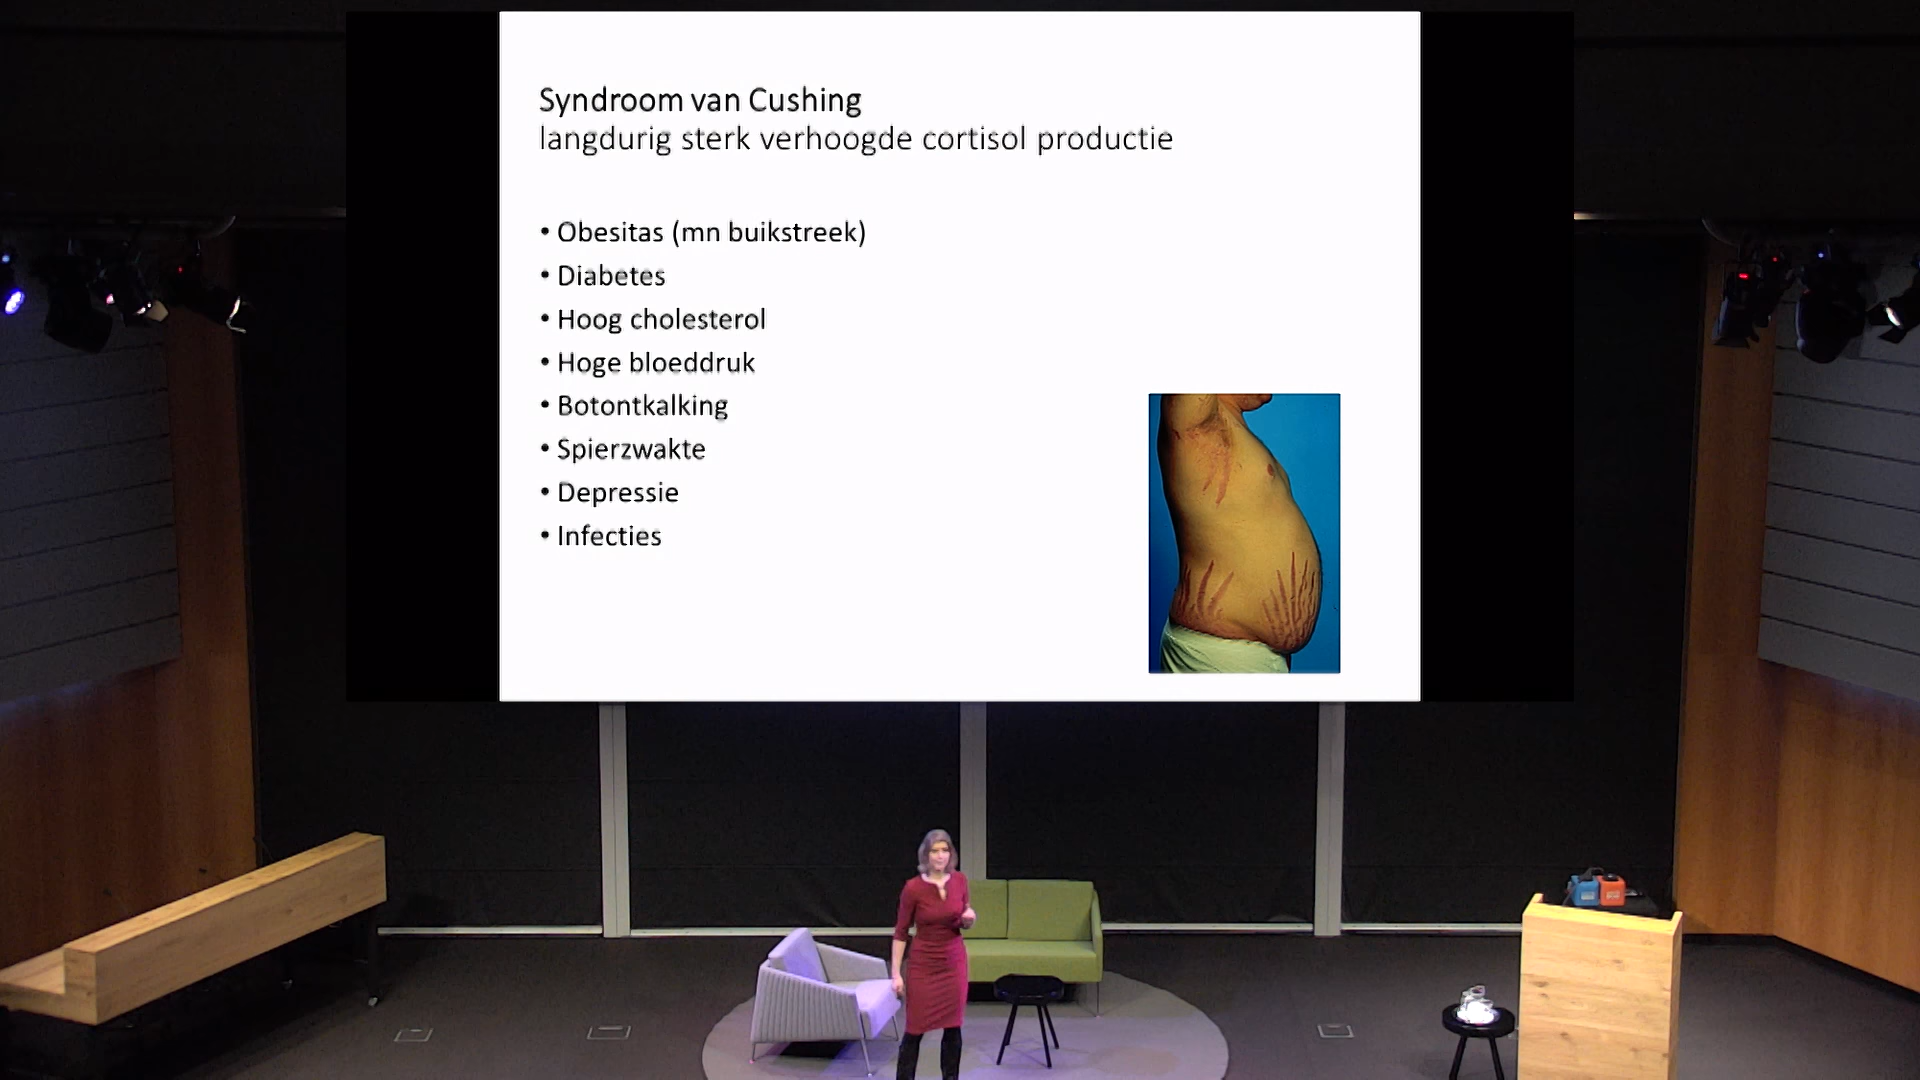 Syndroom van Cushing
langdurig sterk verhoogde cortisol productie
• Obesitas (mn buikstreek)
• Diabetes
• Hoog cholesterol
• Hoge bloeddruk
• Botontkalking
• Spierzwakte
• Depressie
• Infecties